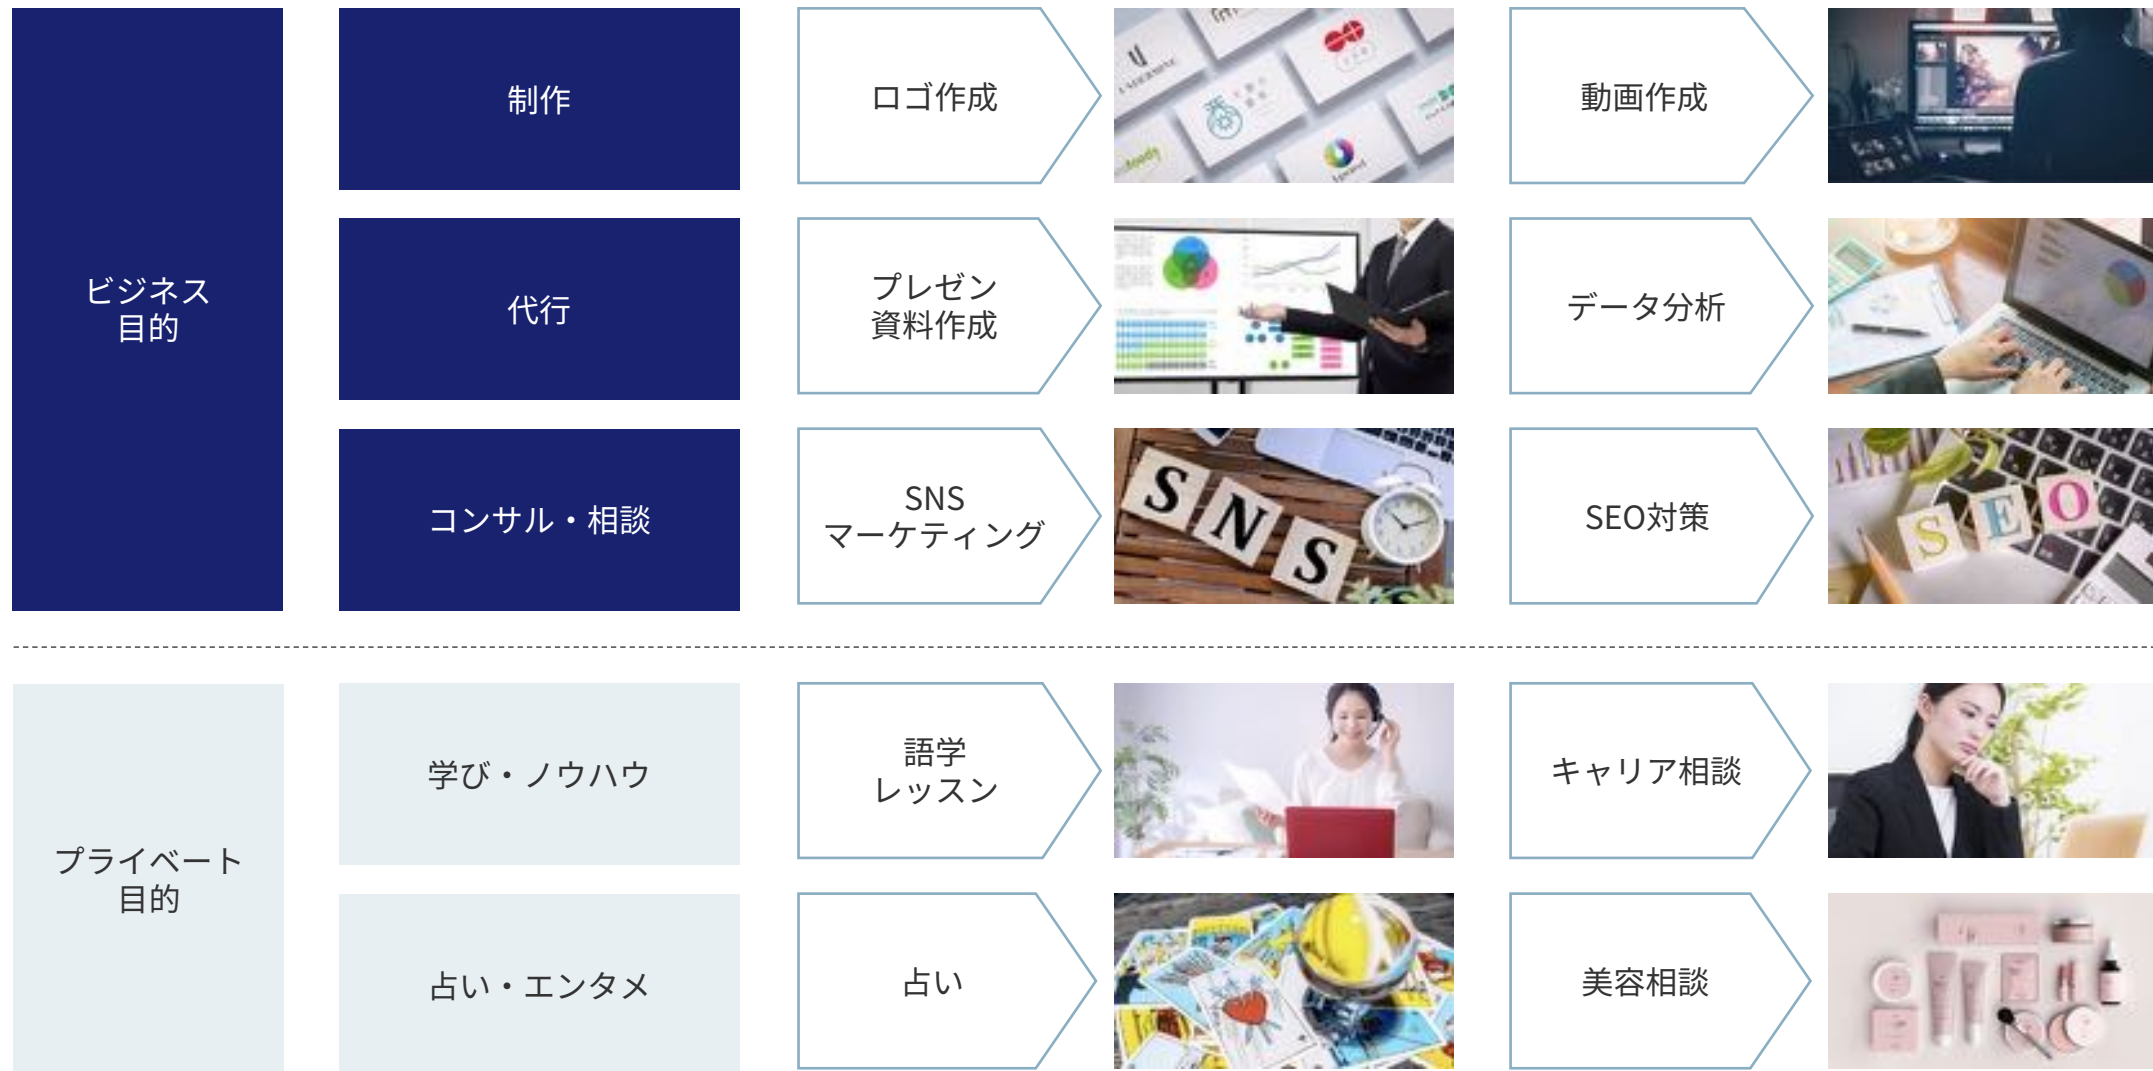 ビジネス
目的
制作
ロゴ作成
動画作成
代行
プレゼン
資料作成
データ分析
コンサル・相談
SNS
マーケティング
SNS
SEO対策
SEO
プライベート
目的
学び・ノウハウ
語学
レッスン
キャリア相談
占い・エンタメ
占い
美容相談